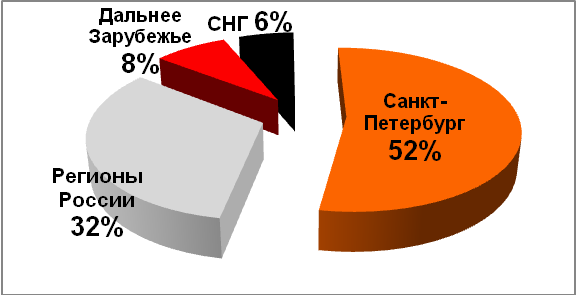 Дальнее
Зарубежье
8%
СНГ 6%
Санкт-
Петербург
52%
Регионы
России
32%